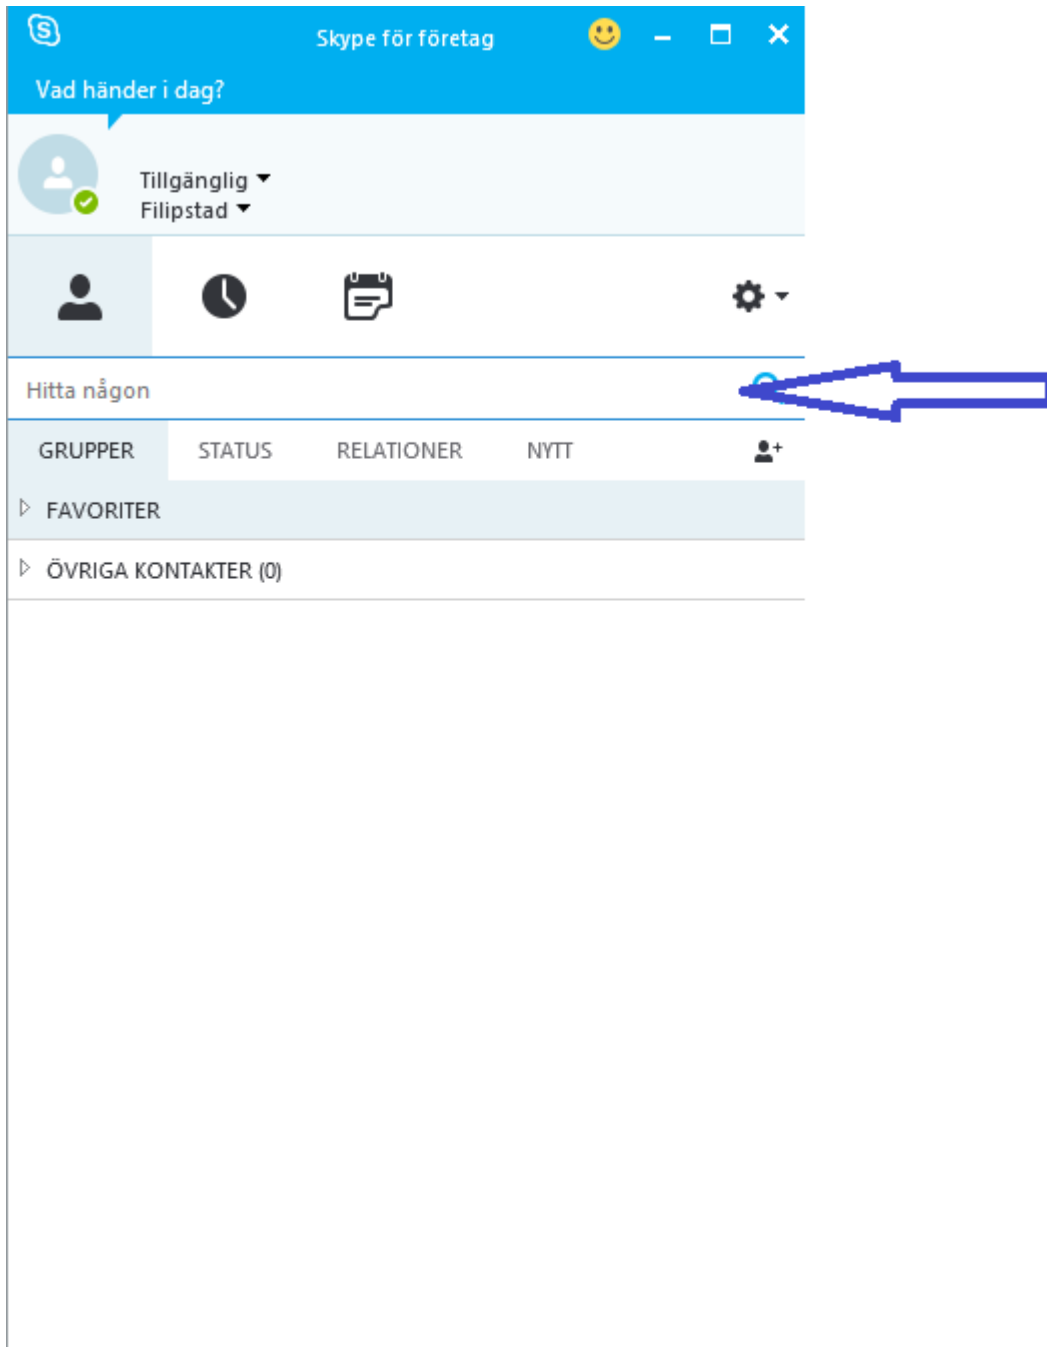 Skype för företag
Vad händer i dag?
Tillgänglig
Filipstad
Hitta någon
GRUPPER STATUS RELATIONER NYTT
FAVORITER
ÖVRIGA KONTAKTER (0)